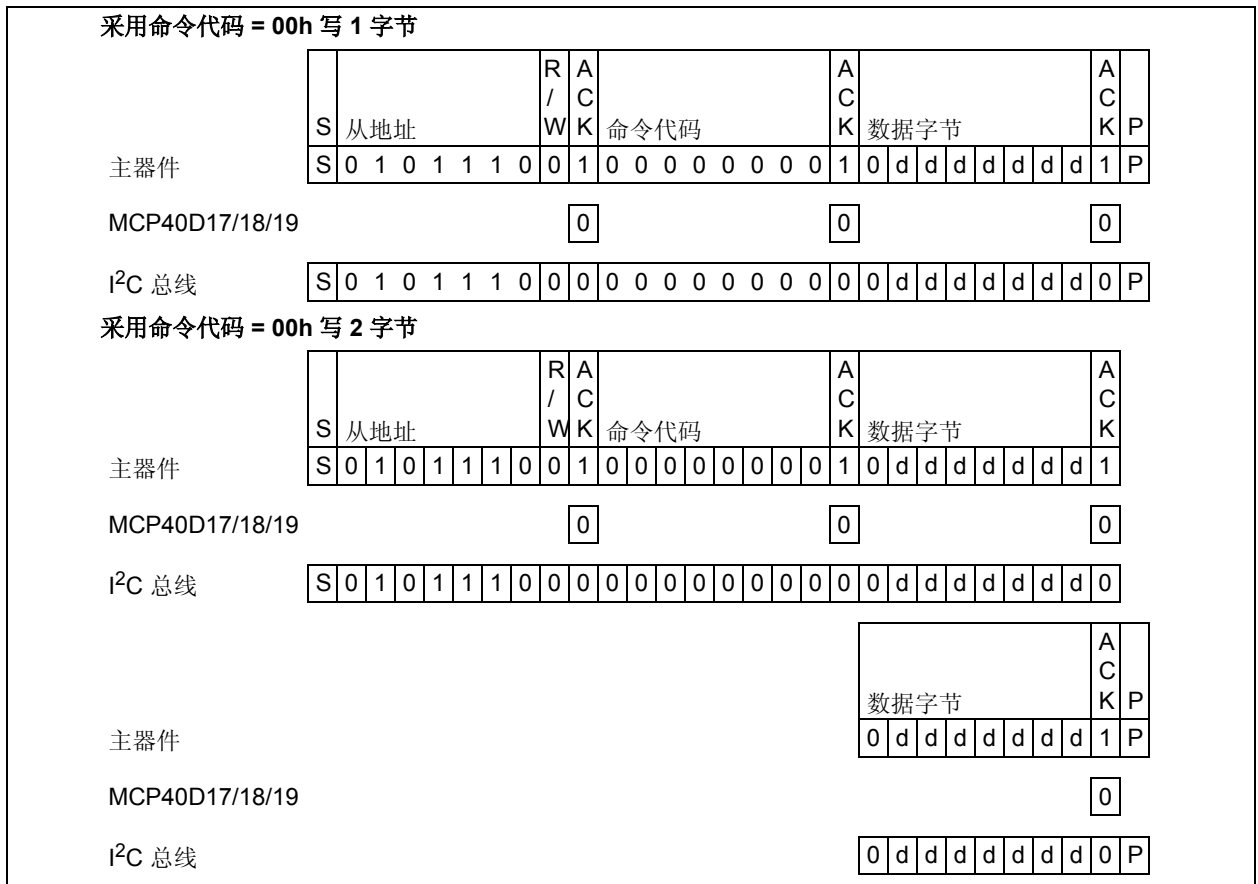 采用命令代码 = 00h 写 1 字节
S 从地址 R/W ACK 命令代码 ACK 数据字节 ACK P
主器件 S 0 1 0 1 1 1 0 0 1 0 0 0 0 0 0 0 0 1 0 d d d d d d d 1 P
MCP40D17/18/19 0 0 0
I²C 总线 S 0 1 0 1 1 1 0 0 0 0 0 0 0 0 0 0 0 0 0 d d d d d d d 0 P
采用命令代码 = 00h 写 2 字节
S 从地址 R/W ACK 命令代码 ACK 数据字节 ACK
主器件 S 0 1 0 1 1 1 0 0 1 0 0 0 0 0 0 0 0 1 0 d d d d d d d 1
MCP40D17/18/19 0 0 0
I²C 总线 S 0 1 0 1 1 1 0 0 0 0 0 0 0 0 0 0 0 0 0 d d d d d d d 0
数据字节 ACK P
主器件 0 d d d d d d d 1 P
MCP40D17/18/19 0
I²C 总线 0 d d d d d d d 0 P